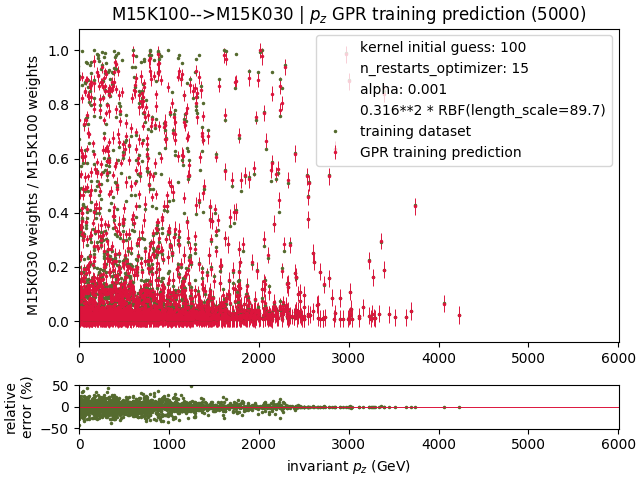 M15K100-->M15K030 | p_z GPR training prediction (5000)
M15K030 weights / M15K100 weights
1.0
0.8
0.6
0.4
0.2
0.0
kernel initial guess: 100
n_restarts_optimizer: 15
alpha: 0.001
0.316**2 * RBF(length_scale=89.7)
training dataset
GPR training prediction
0 1000 2000 3000 4000 5000 6000
relative
error (%)
50
0
−50
0 1000 2000 3000 4000 5000 6000
invariant p_z (GeV)